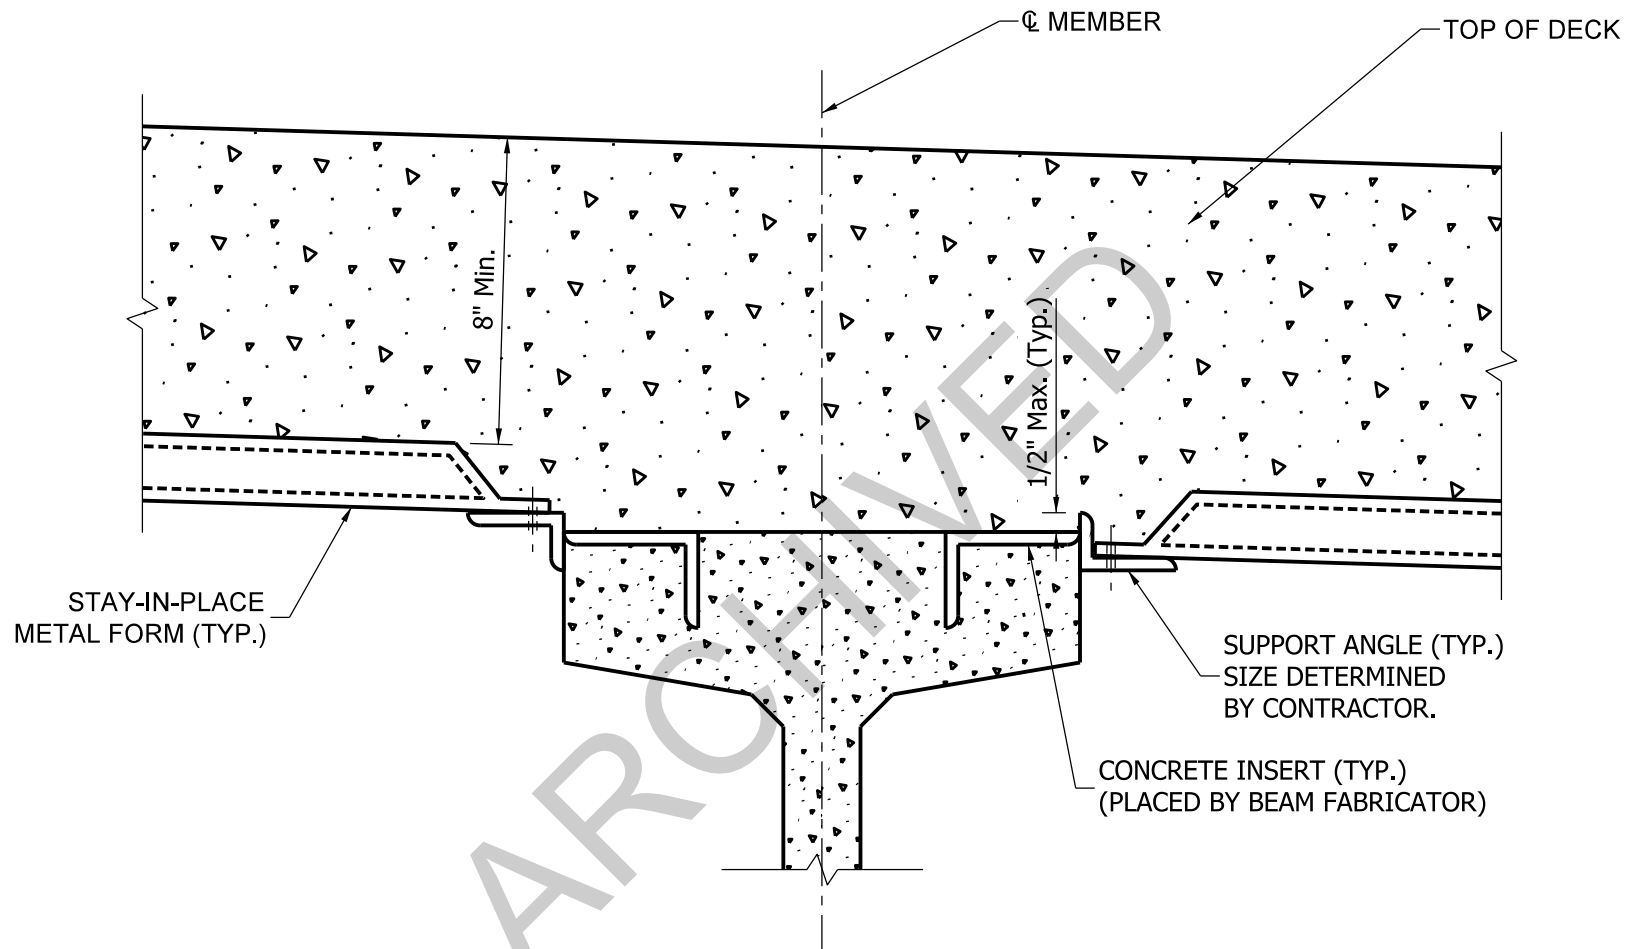 ℄ MEMBER
TOP OF DECK
8" Min.
1/2" Max. (Typ.)
STAY-IN-PLACE
METAL FORM (TYP.)
SUPPORT ANGLE (TYP.)
SIZE DETERMINED
BY CONTRACTOR.
CONCRETE INSERT (TYP.)
(PLACED BY BEAM FABRICATOR)
ARCHIVED